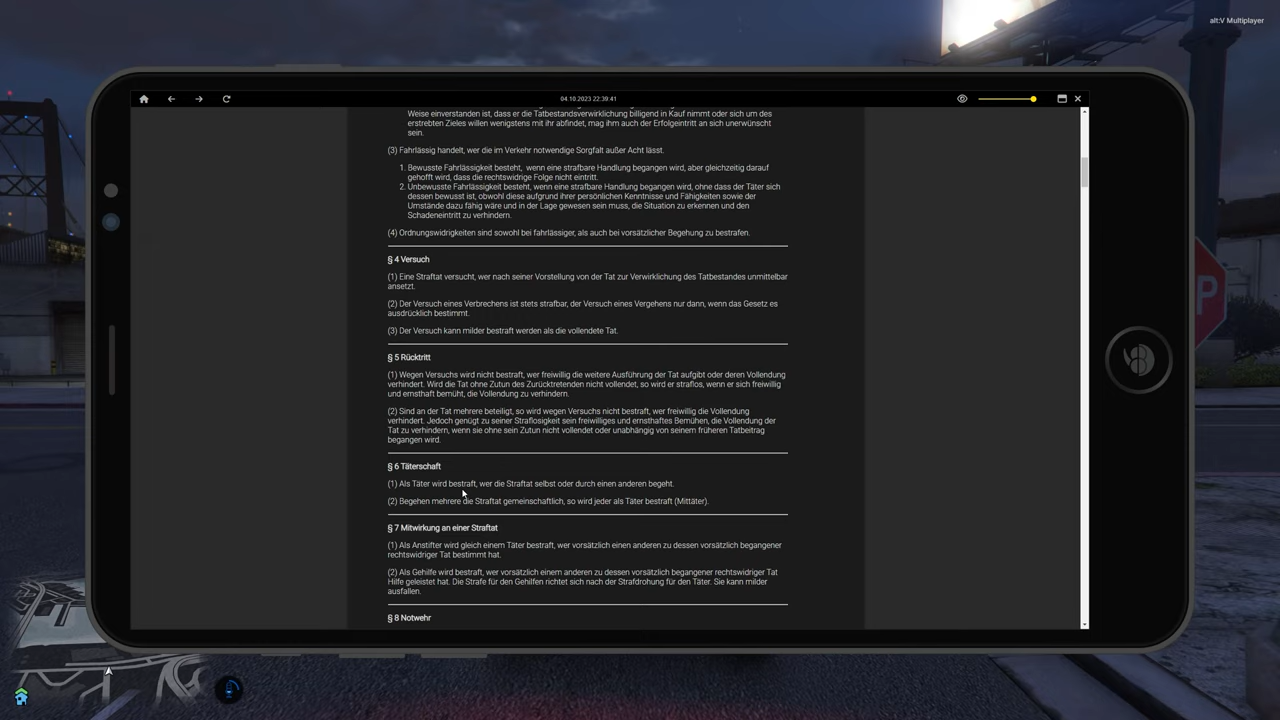 alt:V Multiplayer
04.10.2023 22:39:41
Weise einverstanden ist, dass er die Tatbestandsverwirklichung billigend in Kauf nimmt oder sich um des
erstrebten Zieles willen wenigstens mit ihr abfindet, mag ihm auch der Erfolgeintritt an sich unerwünscht
sein.
(3) Fahrlässig handelt, wer die im Verkehr notwendige Sorgfalt außer Acht lässt.
1. Bewusste Fahrlässigkeit besteht, wenn eine strafbare Handlung begangen wird, aber gleichzeitig darauf
gehofft wird, dass die rechtswidrige Folge nicht eintritt.
2. Unbewusste Fahrlässigkeit besteht, wenn eine strafbare Handlung begangen wird, ohne dass der Täter sich
dessen bewusst ist, obwohl diese aufgrund ihrer persönlichen Kenntnisse und Fähigkeiten sowie der
Umstände dazu fähig wäre und in der Lage gewesen sein muss, die Situation zu erkennen und den
Schadeneintritt zu verhindern.
(4) Ordnungswidrigkeiten sind sowohl bei fahrlässiger, als auch bei vorsätzlicher Begehung zu bestrafen.
§ 4 Versuch
(1) Eine Straftat versucht, wer nach seiner Vorstellung von der Tat zur Verwirklichung des Tatbestandes unmittelbar
ansetzt.
(2) Der Versuch eines Verbrechens ist stets strafbar, der Versuch eines Vergehens nur dann, wenn das Gesetz es
ausdrücklich bestimmt.
(3) Der Versuch kann milder bestraft werden als die vollendete Tat.
§ 5 Rücktritt
(1) Wegen Versuchs wird nicht bestraft, wer freiwillig die weitere Ausführung der Tat aufgibt oder deren Vollendung
verhindert. Wird die Tat ohne Zutun des Zurücktretenden nicht vollendet, so wird er straflos, wenn er sich freiwillig
und ernsthaft bemüht, die Vollendung zu verhindern.
(2) Sind an der Tat mehrere beteiligt, so wird wegen Versuchs nicht bestraft, wer freiwillig die Vollendung
verhindert. Jedoch genügt zu seiner Straflosigkeit sein freiwilliges und ernsthaftes Bemühen, die Vollendung der
Tat zu verhindern, wenn sie ohne sein Zutun nicht vollendet oder unabhängig von seinem früheren Tatbeitrag
begangen wird.
§ 6 Täterschaft
(1) Als Täter wird bestraft, wer die Straftat selbst oder durch einen anderen begeht.
(2) Begehen mehrere die Straftat gemeinschaftlich, so wird jeder als Täter bestraft (Mittäter).
§ 7 Mitwirkung an einer Straftat
(1) Als Anstifter wird gleich einem Täter bestraft, wer vorsätzlich einen anderen zu dessen vorsätzlich begangener
rechtswidriger Tat bestimmt hat.
(2) Als Gehilfe wird bestraft, wer vorsätzlich einem anderen zu dessen vorsätzlich begangener rechtswidriger Tat
Hilfe geleistet hat. Die Strafe für den Gehilfen richtet sich nach der Strafdrohung für den Täter. Sie kann milder
ausfallen.
§ 8 Notwehr